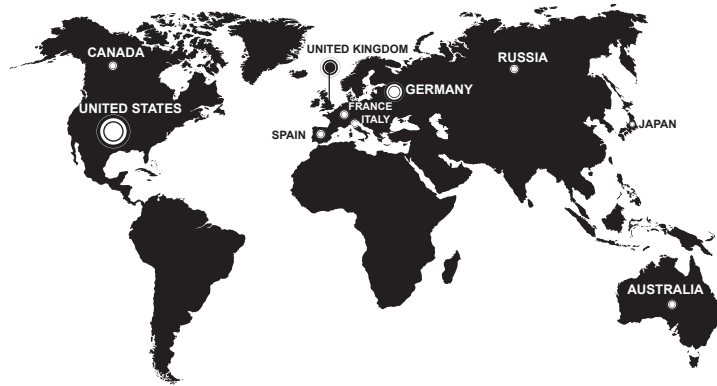 UNITED KINGDOM
CANADA
RUSSIA
GERMANY
UNITED STATES
FRANCE
ITALY
JAPAN
SPAIN
AUSTRALIA